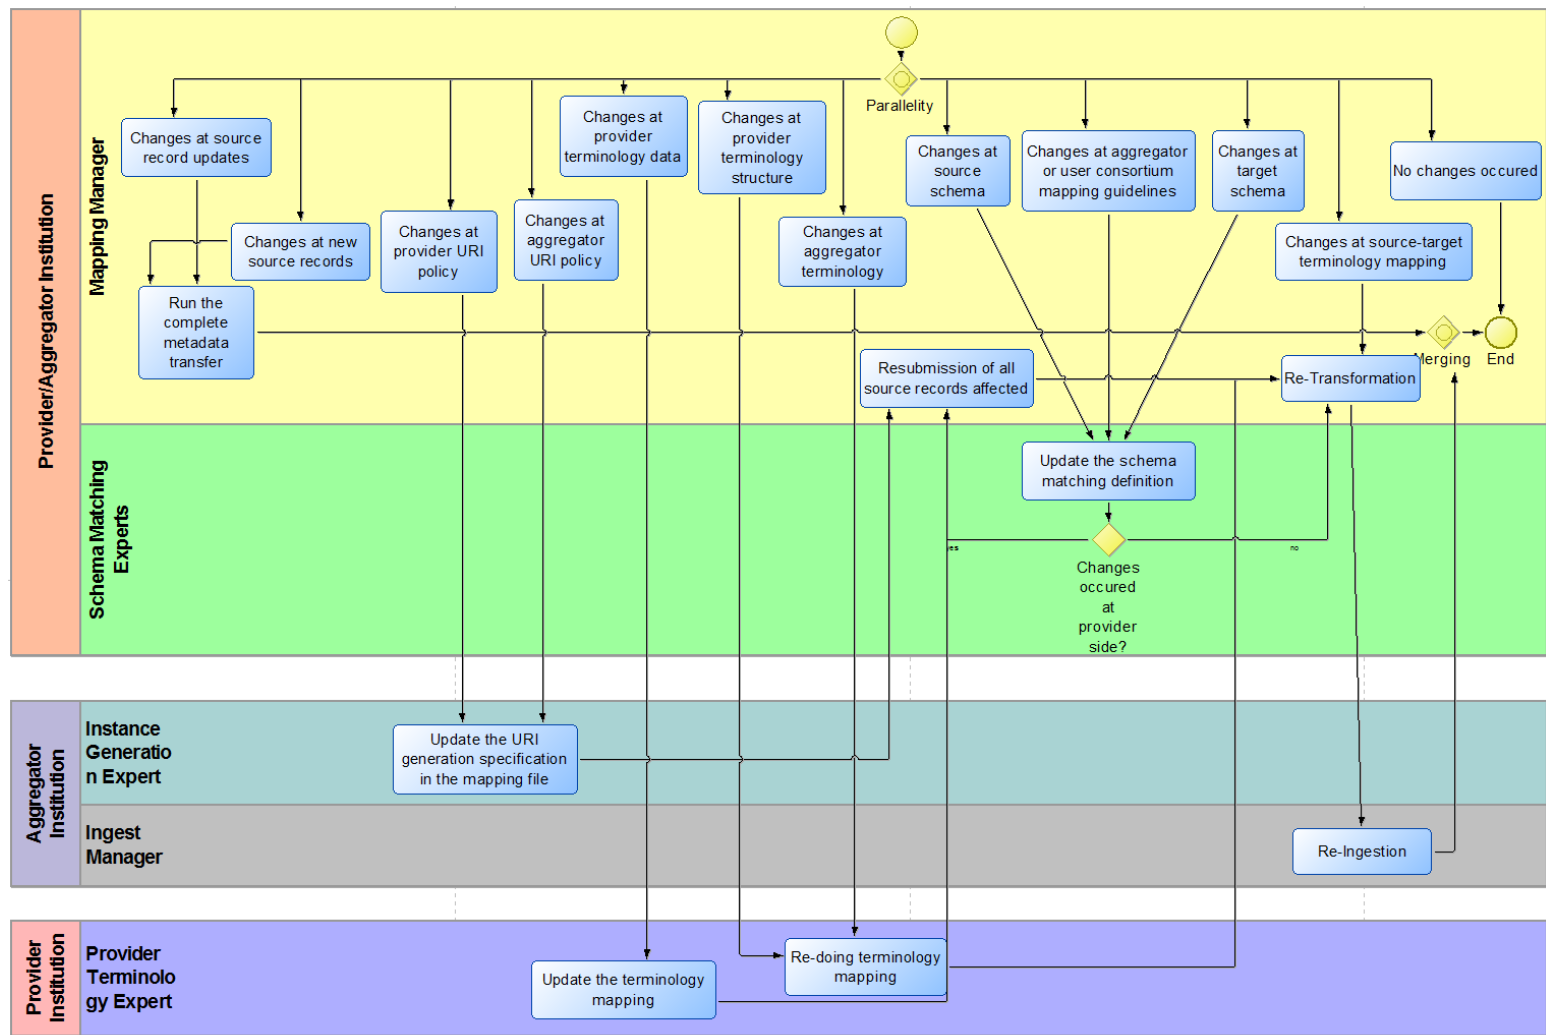 Provider/Aggregator Institution
Mapping Manager
Parallelity
Changes at source
record updates
Changes at new
source records
Run the
complete
metadata
transfer
Changes at
provider URI
policy
Changes at
aggregator
URI policy
Changes at
provider
terminology data
Changes at
provider
terminology
structure
Changes at
aggregator
terminology
Changes at
source
schema
Changes at aggregator
or user consortium
mapping guidelines
Changes at
target
schema
Changes at source-target
terminology mapping
No changes occured
Resubmission of all
source records affected
Re-Transformation
Merging
End
Schema Matching
Experts
Update the schema
matching definition
yes
no
Changes
occured
at
provider
side?
Aggregator
Institution
Instance
Generatio
n Expert
Update the URI
generation specification
in the mapping file
Ingest
Manager
Re-Ingestion
Provider
Institution
Provider
Terminolo
gy Expert
Update the terminology
mapping
Re-doing terminology
mapping